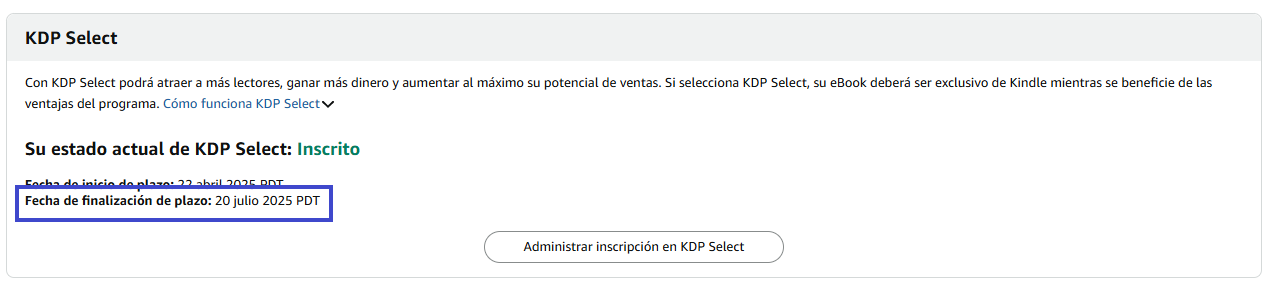 KDP Select
Con KDP Select podrá atraer a más lectores, ganar más dinero y aumentar al máximo su potencial de ventas. Si selecciona KDP Select, su eBook deberá ser exclusivo de Kindle mientras se beneficie de las
ventajas del programa. Cómo funciona KDP Select
Su estado actual de KDP Select: Inscrito
Fecha de inicio de plazo: 22 abril 2025 PDT
Fecha de finalización de plazo: 20 julio 2025 PDT
Administrar inscripción en KDP Select